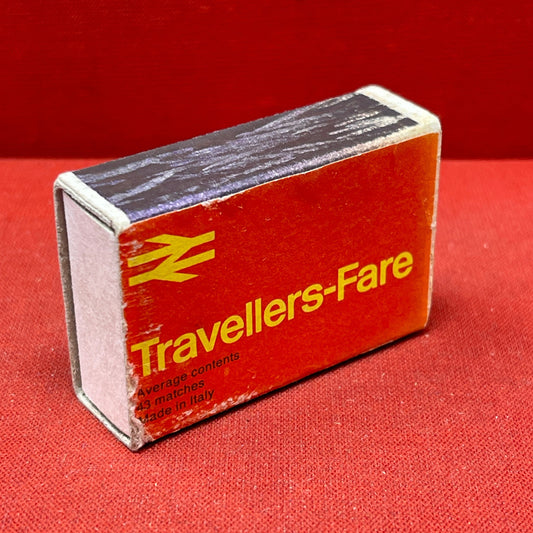 Travellers-Fare
Average contents
43 matches
Made in Italy